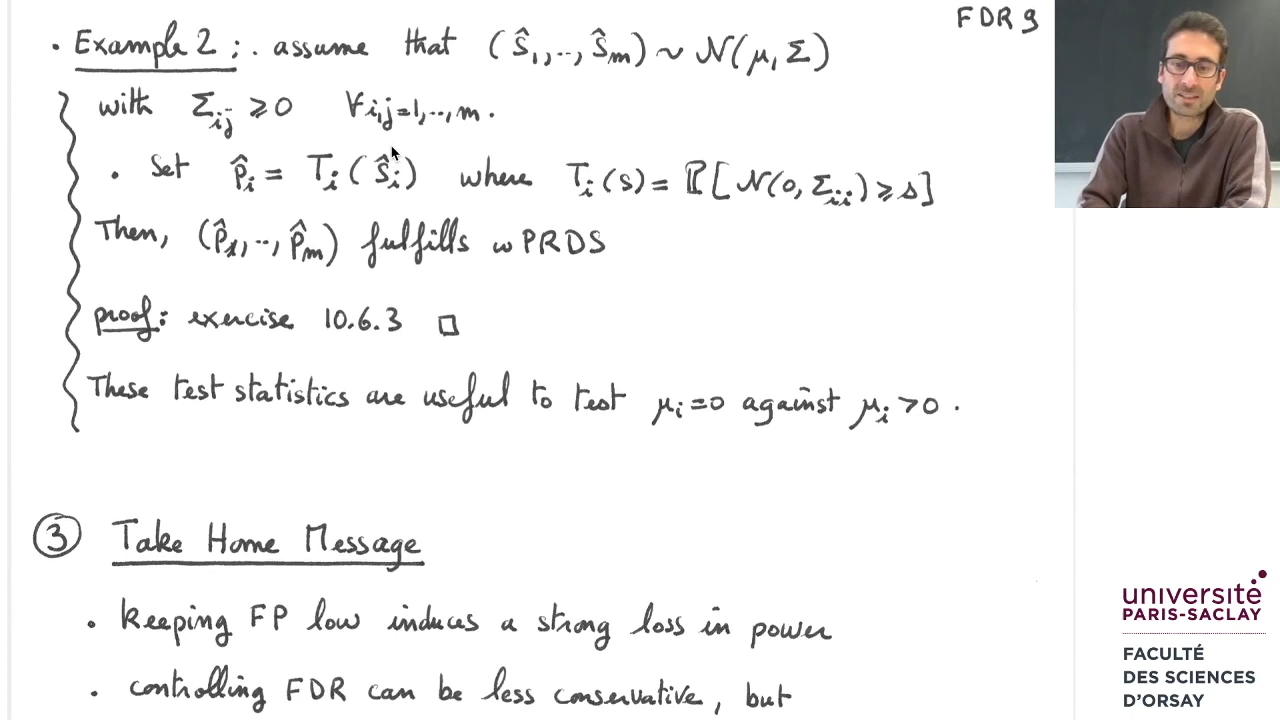 FDR 9
. Example 2 : . assume that (Ŝ₁,..,Ŝₘ) ~ N(μ, Σ)
with Σᵢⱼ ⩾ 0 ∀i,j=1,..,m.
. Set p̂ᵢ = Tᵢ(Ŝᵢ) where Tᵢ(s) = ℙ[N(0, Σᵢᵢ) ⩾ s]
Then, (p̂₁,..,p̂ₘ) fulfills wPRDS
proof: exercise 10.6.3 □
These test statistics are useful to test μᵢ=0 against μᵢ>0 .
③ Take Home Message
. keeping FP low induces a strong loss in power
. controlling FDR can be less conservative, but
université
PARIS-SACLAY
FACULTÉ
DES SCIENCES
D'ORSAY